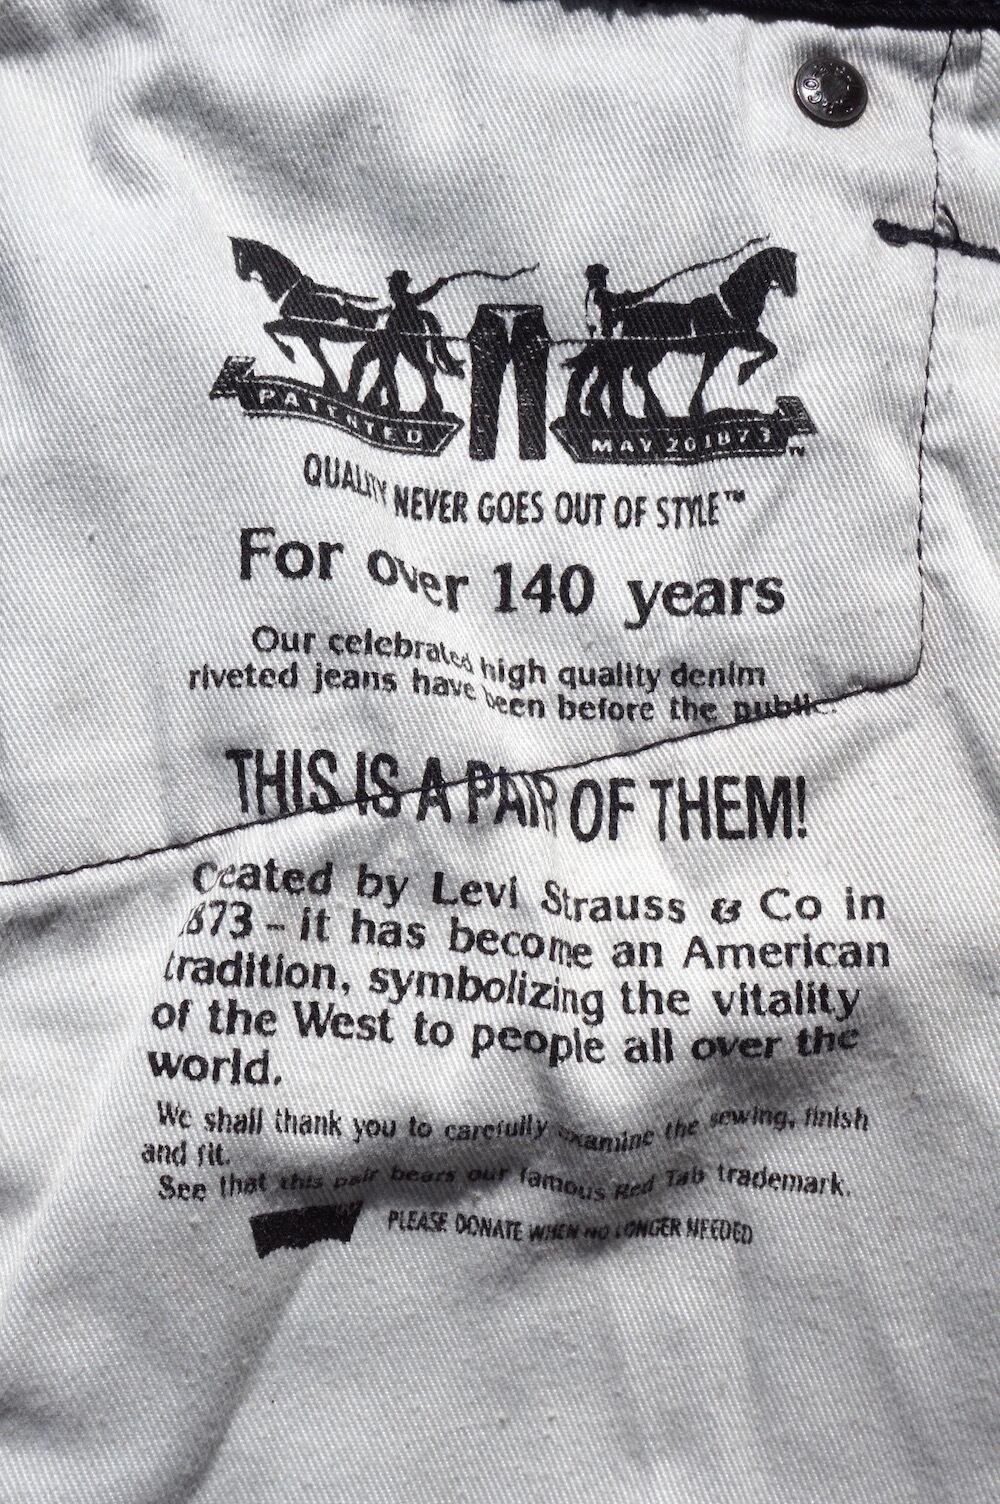 PATENTED
MAY 20 1873 ™
QUALITY NEVER GOES OUT OF STYLE™
For over 140 years
Our celebrated high quality denim
riveted jeans have been before the public.
THIS IS A PAIR OF THEM!
Created by Levi Strauss & Co in
1873 - it has become an American
tradition, symbolizing the vitality
of the West to people all over the
world.
We shall thank you to carefully examine the sewing, finish
and fit.
See that this pair bears our famous Red Tab trademark.
PLEASE DONATE WHEN NO LONGER NEEDED